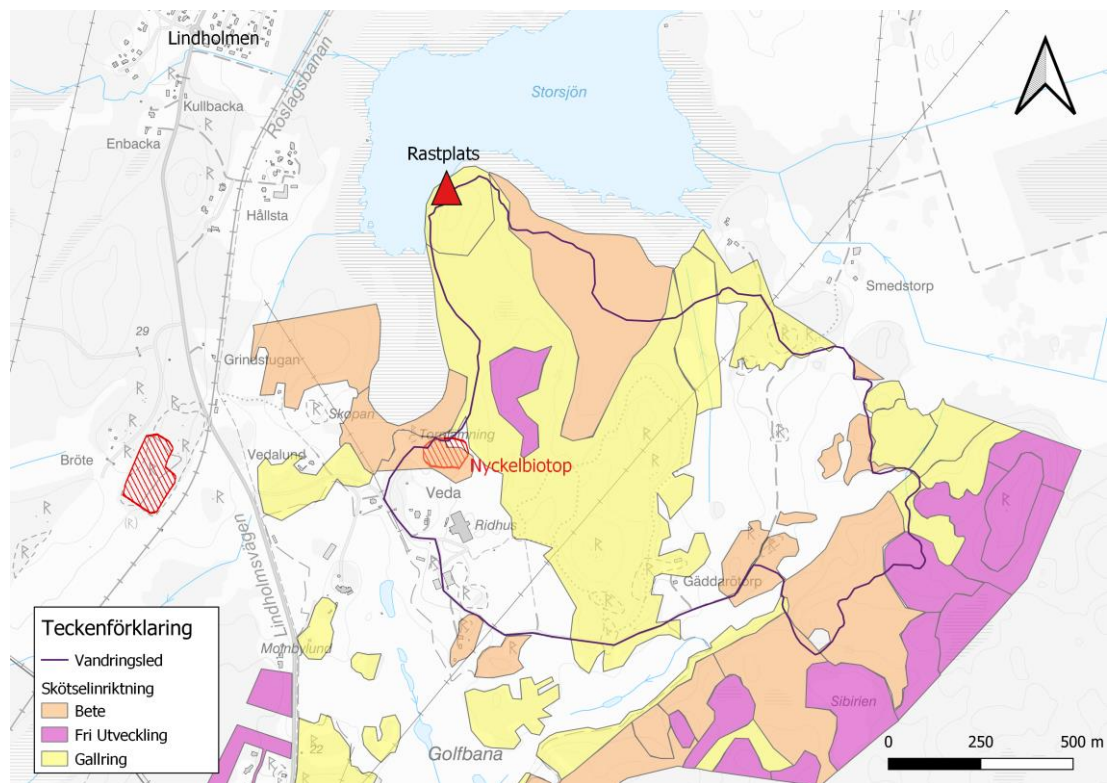 Lindholmen
Storsjön
Kullbacka
Enbacka
Roslagsbanan
Rastplats
Hållsta
Smedstorp
29
Grindstugan
Skopan
Bröte
Vedalund
Nyckelbiotop
Veda
Ridhus
Lindholmsvägen
Gäddarötorp
Molnbylund
Sibirien
22
Golfbana
Teckenförklaring
Vandringsled
Skötselinriktning
Bete
Fri Utveckling
Gallring
0 250 500 m